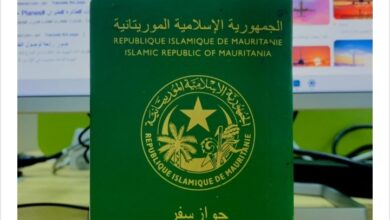 الجمهورية الإسلامية الموريتانية
REPUBLIQUE ISLAMIQUE DE MAURITANIE
ISLAMIC REPUBLIC OF MAURITANIA
الجمهورية الإسلامية الموريتانية
REPUBLIQUE ISLAMIQUE DE MAURITANIE
جواز سفر